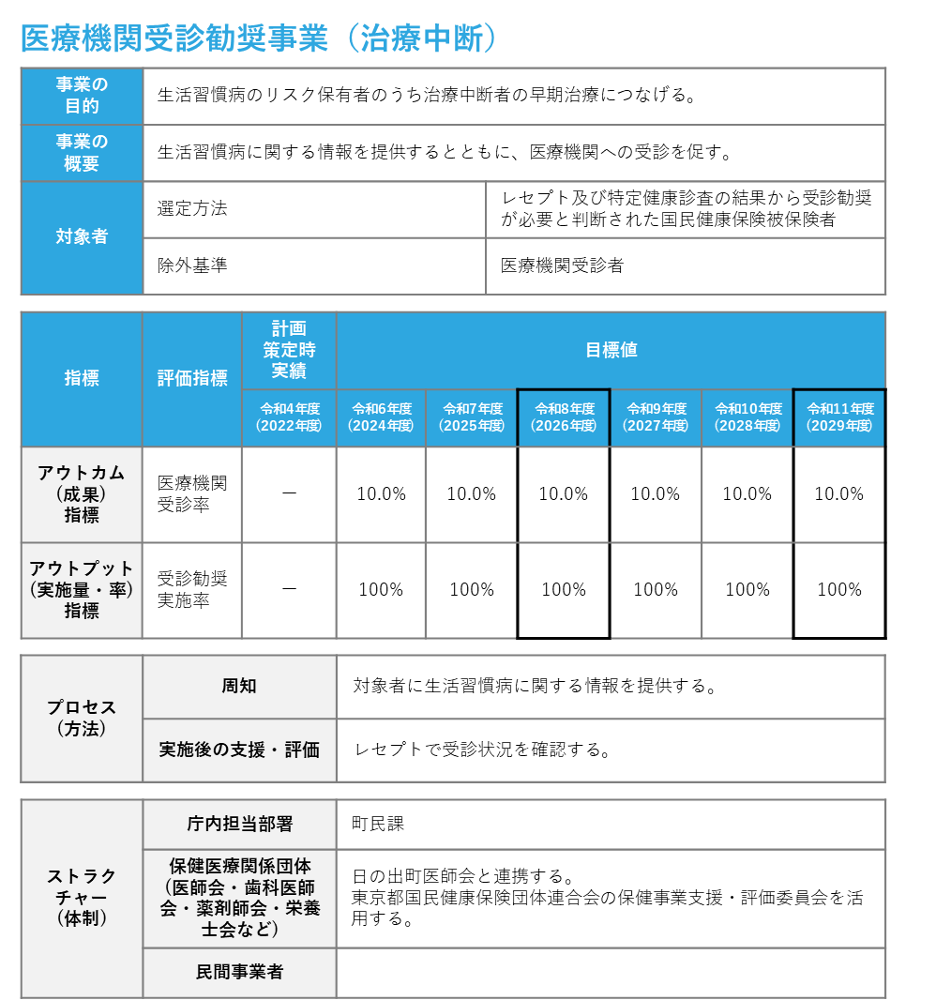 医療機関受診勧奨事業（治療中断）
事業の
目的
生活習慣病のリスク保有者のうち治療中断者の早期治療につなげる。
事業の
概要
生活習慣病に関する情報を提供するとともに、医療機関への受診を促す。
対象者
選定方法
レセプト及び特定健康診査の結果から受診勧奨
が必要と判断された国民健康保険被保険者
除外基準
医療機関受診者
指標
評価指標
計画
策定時
実績
目標値
令和4年度
（2022年度）
令和6年度
（2024年度）
令和7年度
（2025年度）
令和8年度
（2026年度）
令和9年度
（2027年度）
令和10年度
（2028年度）
令和11年度
（2029年度）
アウトカム
（成果）
指標
医療機関
受診率
―
10.0%
10.0%
10.0%
10.0%
10.0%
10.0%
アウトプット
（実施量・率）
指標
受診勧奨
実施率
―
100%
100%
100%
100%
100%
100%
プロセス
（方法）
周知
対象者に生活習慣病に関する情報を提供する。
実施後の支援・評価
レセプトで受診状況を確認する。
ストラク
チャー
（体制）
庁内担当部署
町民課
保健医療関係団体
（医師会・歯科医師
会・薬剤師会・栄養
士会など）
日の出町医師会と連携する。
東京都国民健康保険団体連合会の保健事業支援・評価委員会を活
用する。
民間事業者